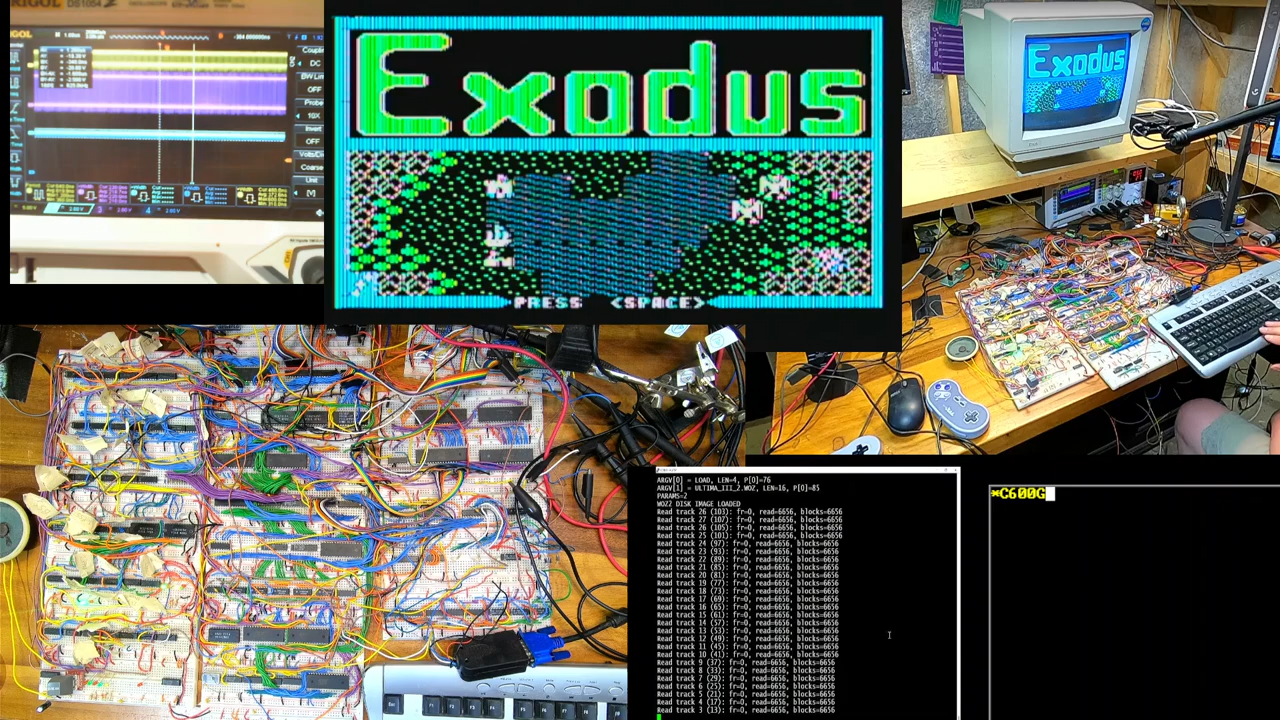 RIGOL DS1054
Coupling
DC
BW Lim
OFF
Probe
10X
Invert
OFF
Volts/Div
Coarse
Unit
Exodus
PRESS <SPACE>
Exodus
ARGV[0] = LOAD, LEN=4, P[0]=76
ARGV[1] = ULTIMA_III_2.WOZ, LEN=16, P[0]=85
PARAMS=2
WOZ2 DISK IMAGE LOADED
Read track 26 (103): fr=0, read=6656, blocks=6656
Read track 27 (107): fr=0, read=6656, blocks=6656
Read track 26 (105): fr=0, read=6656, blocks=6656
Read track 25 (101): fr=0, read=6656, blocks=6656
Read track 24 (97): fr=0, read=6656, blocks=6656
Read track 23 (93): fr=0, read=6656, blocks=6656
Read track 22 (89): fr=0, read=6656, blocks=6656
Read track 21 (85): fr=0, read=6656, blocks=6656
Read track 20 (81): fr=0, read=6656, blocks=6656
Read track 19 (77): fr=0, read=6656, blocks=6656
Read track 18 (73): fr=0, read=6656, blocks=6656
Read track 17 (69): fr=0, read=6656, blocks=6656
Read track 16 (65): fr=0, read=6656, blocks=6656
Read track 15 (61): fr=0, read=6656, blocks=6656
Read track 14 (57): fr=0, read=6656, blocks=6656
Read track 13 (53): fr=0, read=6656, blocks=6656
Read track 12 (49): fr=0, read=6656, blocks=6656
Read track 11 (45): fr=0, read=6656, blocks=6656
Read track 10 (41): fr=0, read=6656, blocks=6656
Read track 9 (37): fr=0, read=6656, blocks=6656
Read track 8 (33): fr=0, read=6656, blocks=6656
Read track 7 (29): fr=0, read=6656, blocks=6656
Read track 6 (25): fr=0, read=6656, blocks=6656
Read track 5 (21): fr=0, read=6656, blocks=6656
Read track 4 (17): fr=0, read=6656, blocks=6656
Read track 3 (13): fr=0, read=6656, blocks=6656
*C600G